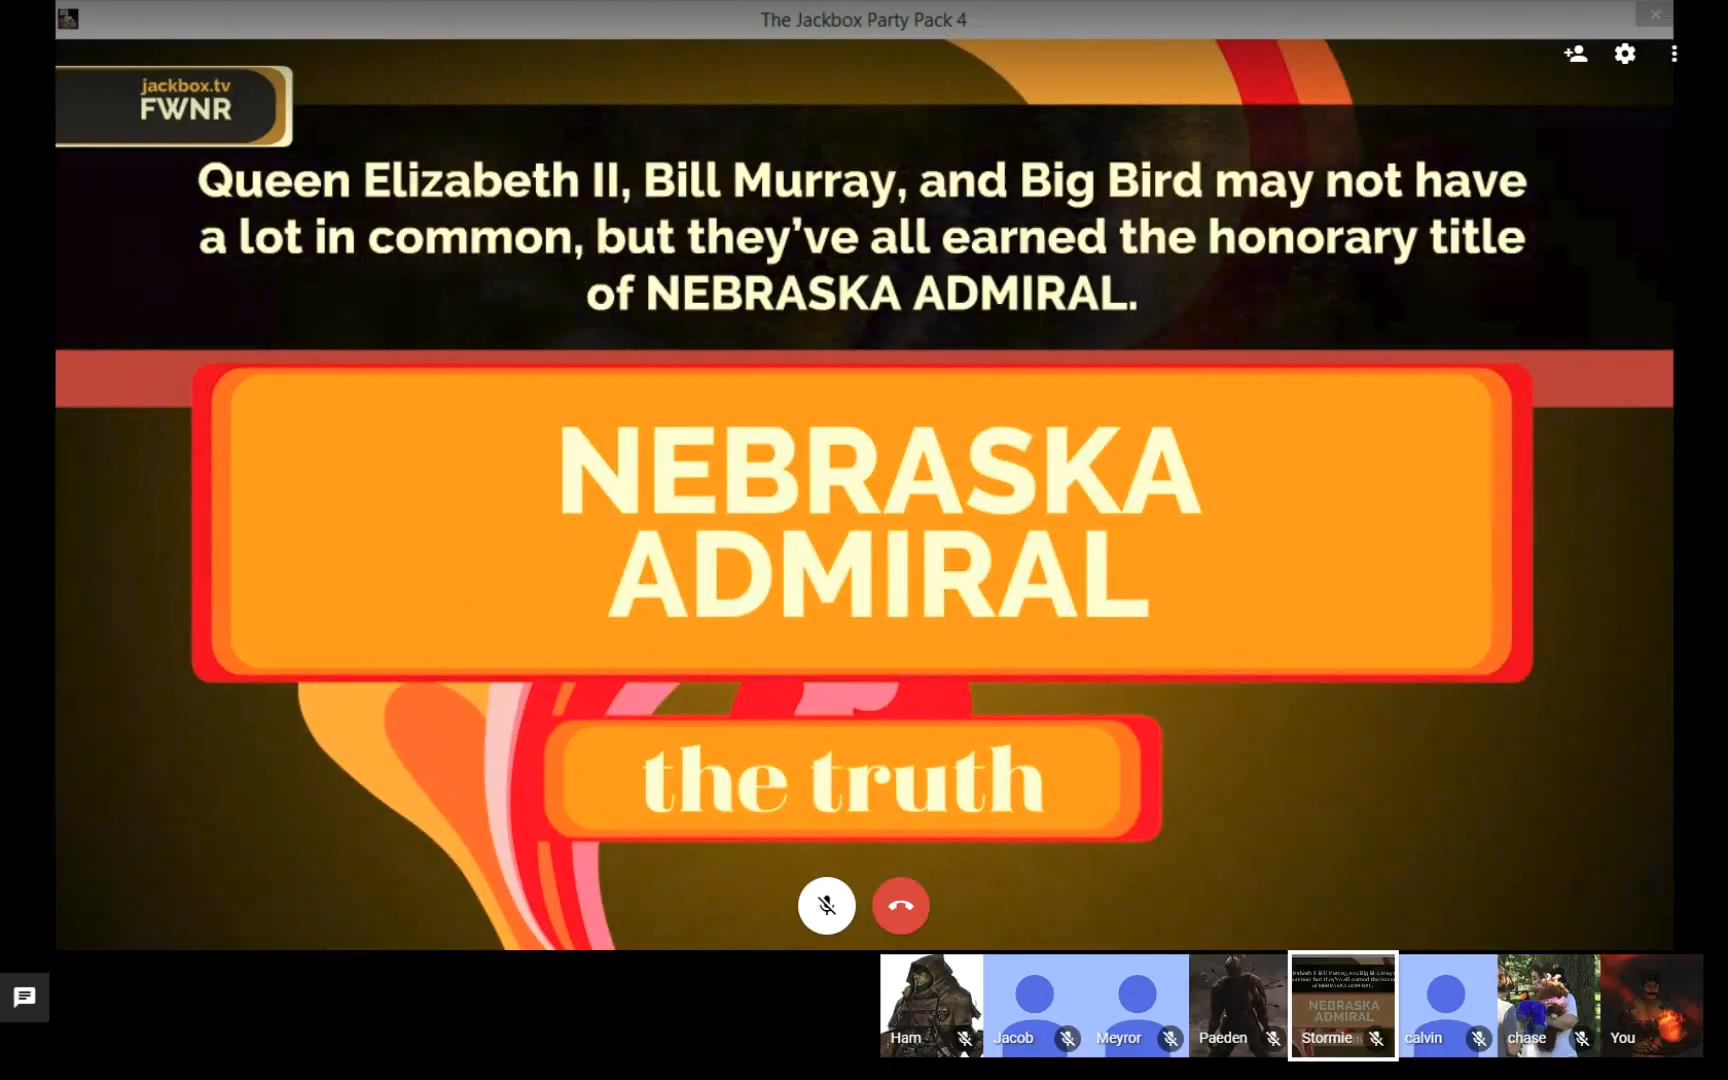 The Jackbox Party Pack 4
jackbox.tv
FWNR
Queen Elizabeth II, Bill Murray, and Big Bird may not have
a lot in common, but they've all earned the honorary title
of NEBRASKA ADMIRAL.
NEBRASKA
ADMIRAL
the truth
NEBRASKA
ADMIRAL
Ham
Jacob
Meyror
Paeden
Stormie
calvin
chase
You